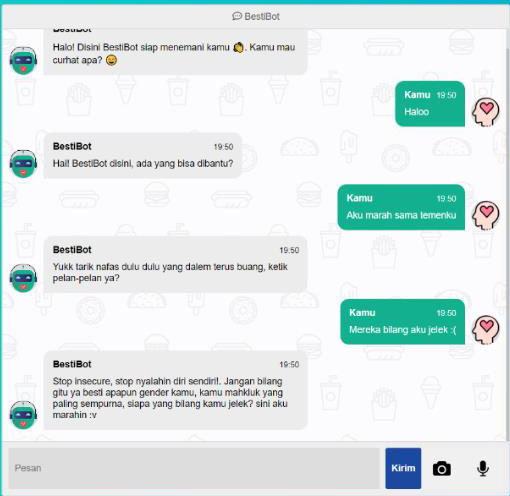 BestiBot
BestiBot
Halo! Disini BestiBot siap menemani kamu 👏. Kamu mau
curhat apa? 😄
Kamu 19:50
Haloo
BestiBot 19:50
Hai! BestiBot disini, ada yang bisa dibantu?
Kamu 19:50
Aku marah sama temenku
BestiBot 19:50
Yukk tarik nafas dulu dulu yang dalem terus buang, ketik
pelan-pelan ya?
Kamu 19:50
Mereka bilang aku jelek :(
BestiBot 19:50
Stop insecure, stop nyalahin diri sendiri!. Jangan bilang
gitu ya besti apapun gender kamu, kamu mahkluk yang
paling sempurna, siapa yang bilang kamu jelek? sini aku
marahin :v
Pesan
Kirim